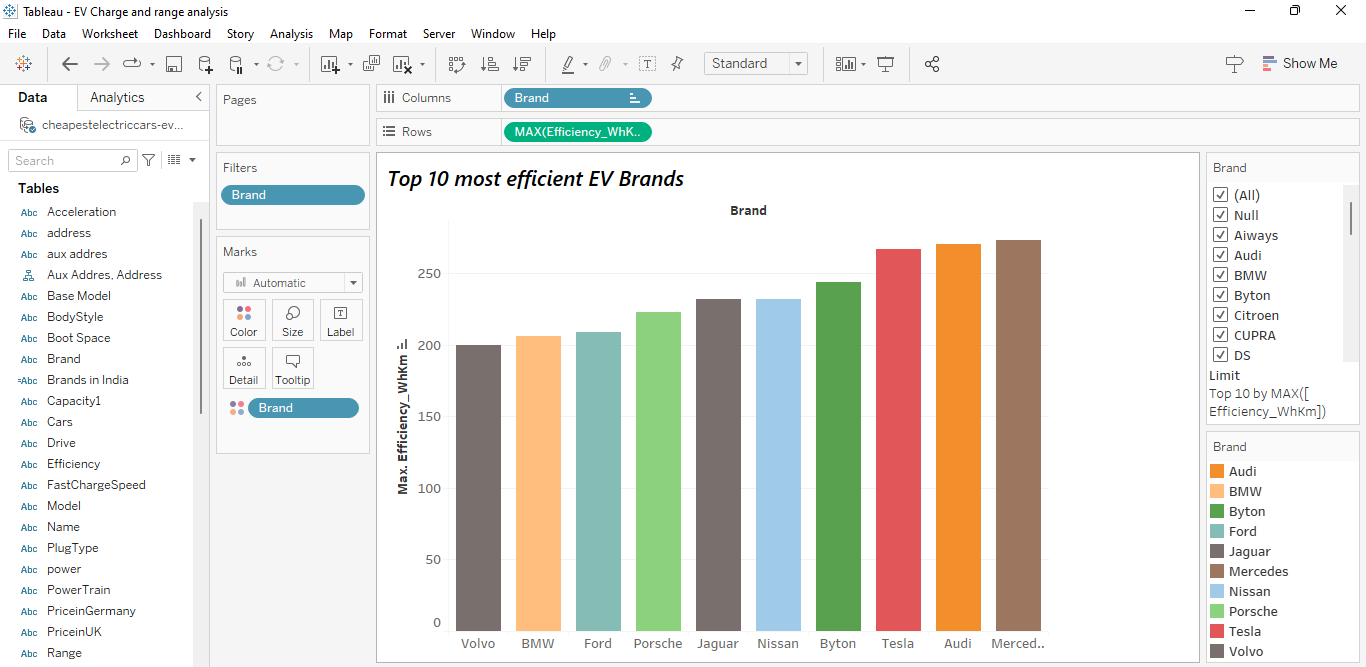 Tableau - EV Charge and range analysis
File Data Worksheet Dashboard Story Analysis Map Format Server Window Help
Standard
Show Me
Data Analytics
cheapestelectriccars-ev...
Search
Tables
Abc Acceleration
Abc address
Abc aux addres
Aux Addres, Address
Abc Base Model
Abc BodyStyle
Abc Boot Space
Abc Brand
=Abc Brands in India
Abc Capacity1
Abc Cars
Abc Drive
Abc Efficiency
Abc FastChargeSpeed
Abc Model
Abc Name
Abc PlugType
Abc power
Abc PowerTrain
Abc PriceinGermany
Abc PriceinUK
Abc Range
Pages
Filters
Brand
Marks
Automatic
Color Size Label
Detail Tooltip
Brand
Columns Brand
Rows MAX(Efficiency_WhK..
Top 10 most efficient EV Brands
Brand
Max. Efficiency_WhKm
250
200
150
100
50
0
Volvo BMW Ford Porsche Jaguar Nissan Byton Tesla Audi Merced..
Brand
(All)
Null
Aiways
Audi
BMW
Byton
Citroen
CUPRA
DS
Limit
Top 10 by MAX([
Efficiency_WhKm])
Brand
Audi
BMW
Byton
Ford
Jaguar
Mercedes
Nissan
Porsche
Tesla
Volvo